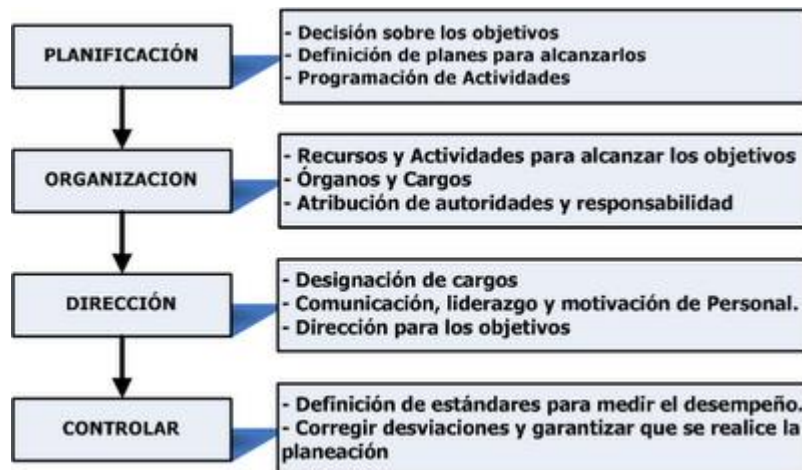 PLANIFICACIÓN
- Decisión sobre los objetivos
- Definición de planes para alcanzarlos
- Programación de Actividades
ORGANIZACION
- Recursos y Actividades para alcanzar los objetivos
- Órganos y Cargos
- Atribución de autoridades y responsabilidad
DIRECCIÓN
- Designación de cargos
- Comunicación, liderazgo y motivación de Personal.
- Dirección para los objetivos
CONTROLAR
- Definición de estándares para medir el desempeño.
- Corregir desviaciones y garantizar que se realice la
planeación